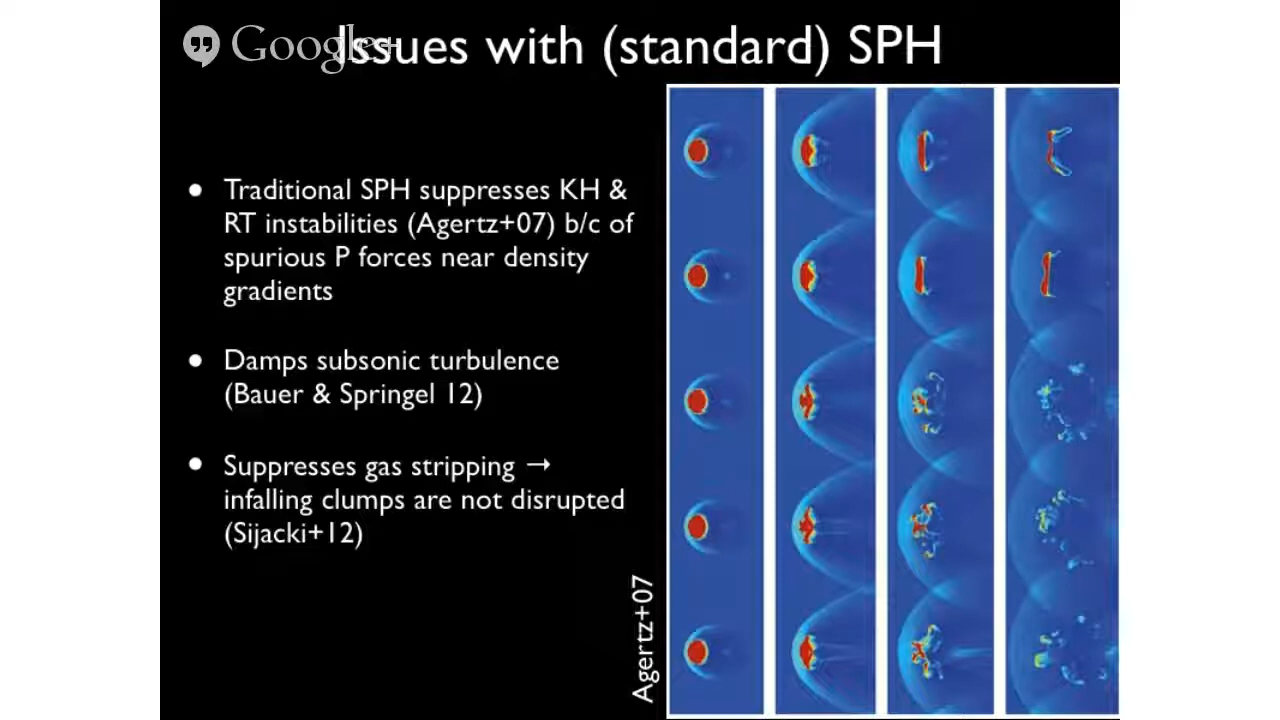 Google+
Issues with (standard) SPH
• Traditional SPH suppresses KH &
RT instabilities (Agertz+07) b/c of
spurious P forces near density
gradients
• Damps subsonic turbulence
(Bauer & Springel 12)
• Suppresses gas stripping →
infalling clumps are not disrupted
(Sijacki+12)
Agertz+07